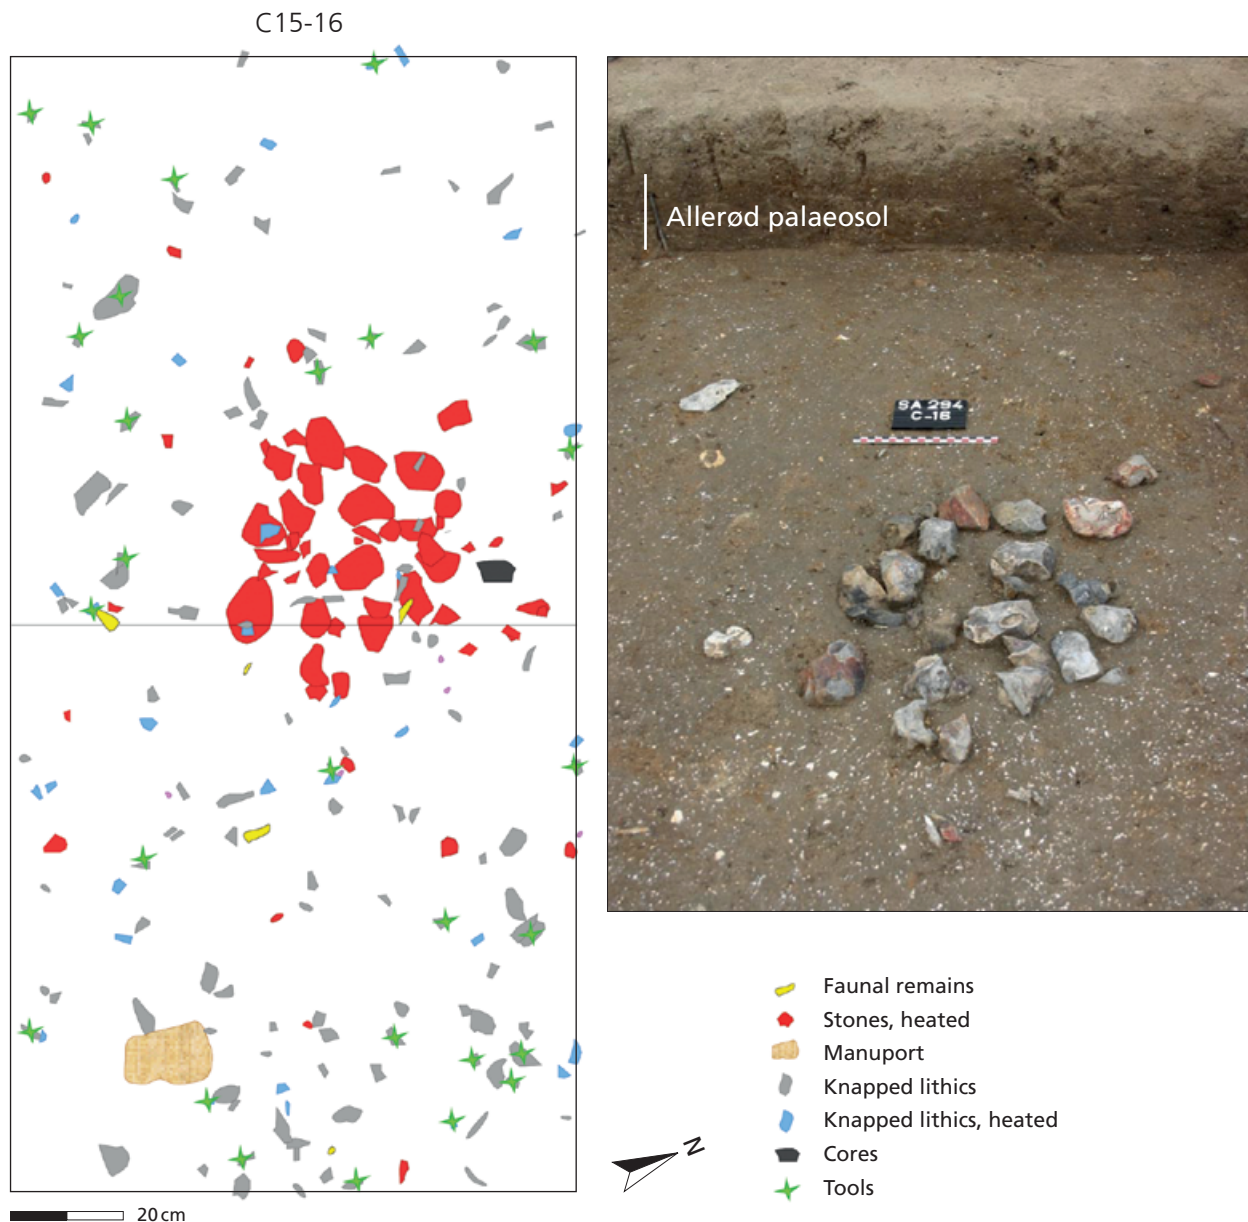 C15-16
Allerød palaeosol
SA 294
C-16
Faunal remains
Stones, heated
Manuport
Knapped lithics
Knapped lithics, heated
Cores
Tools
N
20 cm